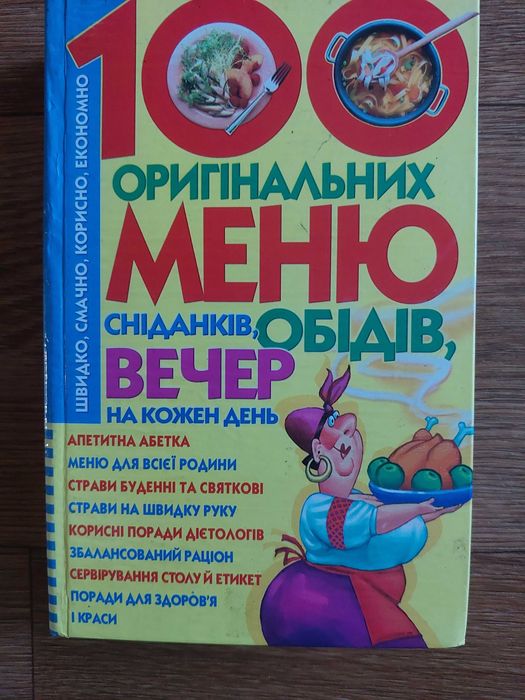 ШВИДКО, СМАЧНО, КОРИСНО, ЕКОНОМНО
100
ОРИГІНАЛЬНИХ
МЕНЮ
СНІДАНКІВ, ОБІДІВ,
ВЕЧЕР
НА КОЖЕН ДЕНЬ
АПЕТИТНА АБЕТКА
МЕНЮ ДЛЯ ВСІЄЇ РОДИНИ
СТРАВИ БУДЕННІ ТА СВЯТКОВІ
СТРАВИ НА ШВИДКУ РУКУ
КОРИСНІ ПОРАДИ ДІЄТОЛОГІВ
ЗБАЛАНСОВАНИЙ РАЦІОН
СЕРВІРУВАННЯ СТОЛУ Й ЕТИКЕТ
ПОРАДИ ДЛЯ ЗДОРОВ'Я
І КРАСИ